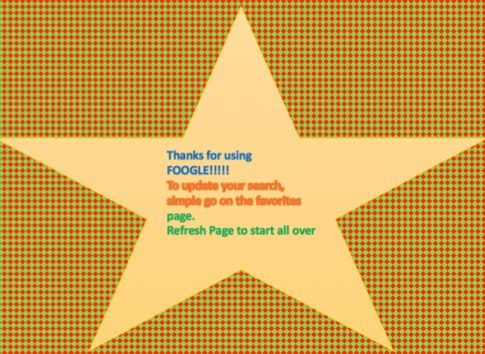 Thanks for using
FOOGLE!!!!!
To update your search,
simple go on the favorites
page.
Refresh Page to start all over